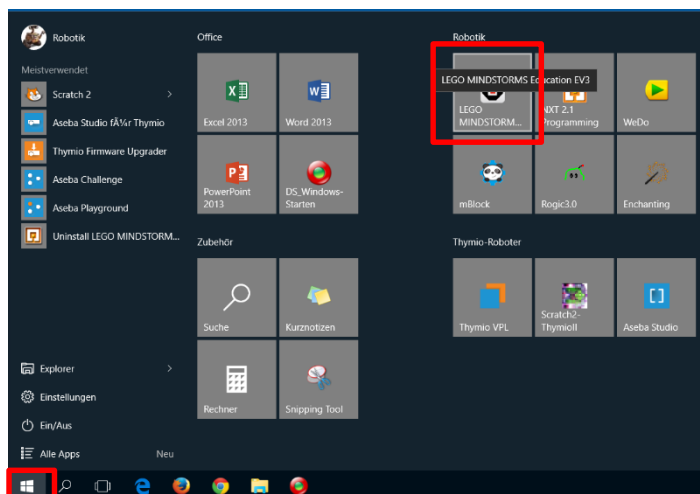 Robotik
Meistverwendet
Scratch 2
Aseba Studio fÃ¼r Thymio
Thymio Firmware Upgrader
Aseba Challenge
Aseba Playground
Uninstall LEGO MINDSTORM...
Explorer
Einstellungen
Ein/Aus
Alle Apps
Neu
Office
Excel 2013
Word 2013
PowerPoint
2013
DS_Windows-
Starten
Zubehör
Suche
Kurznotizen
Rechner
Snipping Tool
Robotik
LEGO MINDSTORMS Education EV3
LEGO
MINDSTORM...
NXT 2.1
Programming
WeDo
mBlock
Rogic3.0
Enchanting
Thymio-Roboter
Thymio VPL
Scratch2-
ThymioII
Aseba Studio